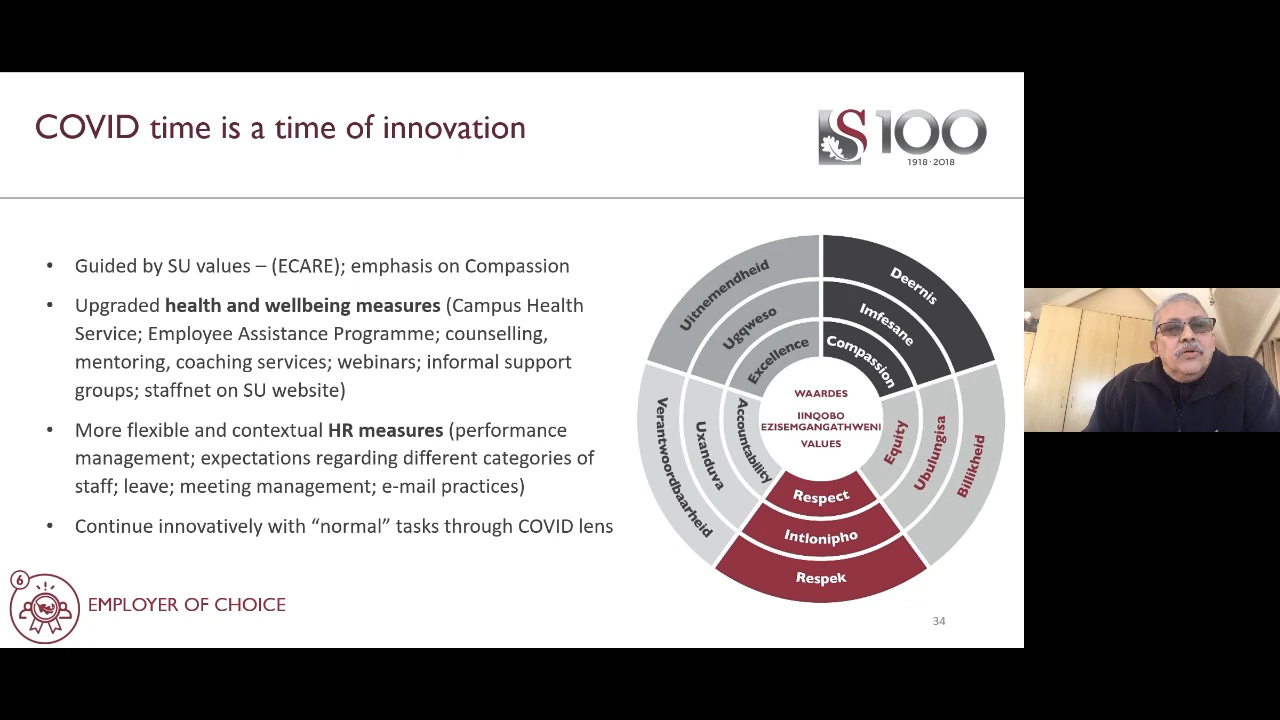 COVID time is a time of innovation
S100
1918 · 2018
• Guided by SU values – (ECARE); emphasis on Compassion
• Upgraded health and wellbeing measures (Campus Health
Service; Employee Assistance Programme; counselling,
mentoring, coaching services; webinars; informal support
groups; staffnet on SU website)
• More flexible and contextual HR measures (performance
management; expectations regarding different categories of
staff; leave; meeting management; e-mail practices)
• Continue innovatively with “normal” tasks through COVID lens
Uitnemendheid
Ugqweso
Excellence
Deernis
Imfesane
Compassion
Verantwoordbaarheid
Uxanduva
Accountability
WAARDES
IINQOBO
EZISEMGANGATHWENI
VALUES
Equity
Ubulungisa
Billikheid
Respect
Intlonipho
Respek
6
EMPLOYER OF CHOICE
34